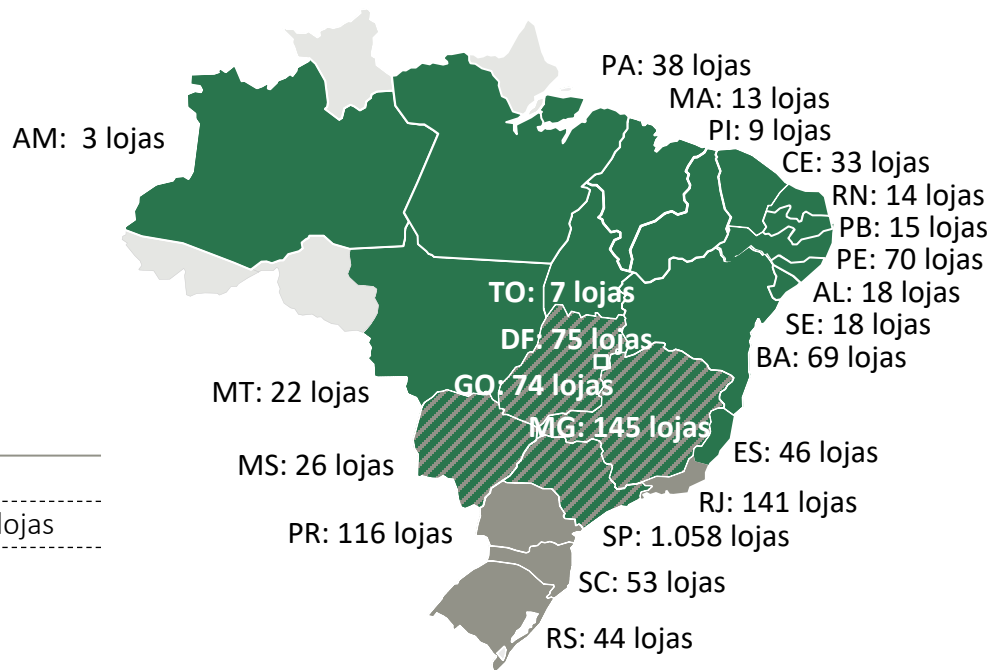 PA: 38 lojas
MA: 13 lojas
PI: 9 lojas
AM: 3 lojas
CE: 33 lojas
RN: 14 lojas
PB: 15 lojas
PE: 70 lojas
TO: 7 lojas
AL: 18 lojas
SE: 18 lojas
DF: 75 lojas
BA: 69 lojas
MT: 22 lojas
GO: 74 lojas
MG: 145 lojas
ES: 46 lojas
MS: 26 lojas
RJ: 141 lojas
lojas
PR: 116 lojas
SP: 1.058 lojas
SC: 53 lojas
RS: 44 lojas